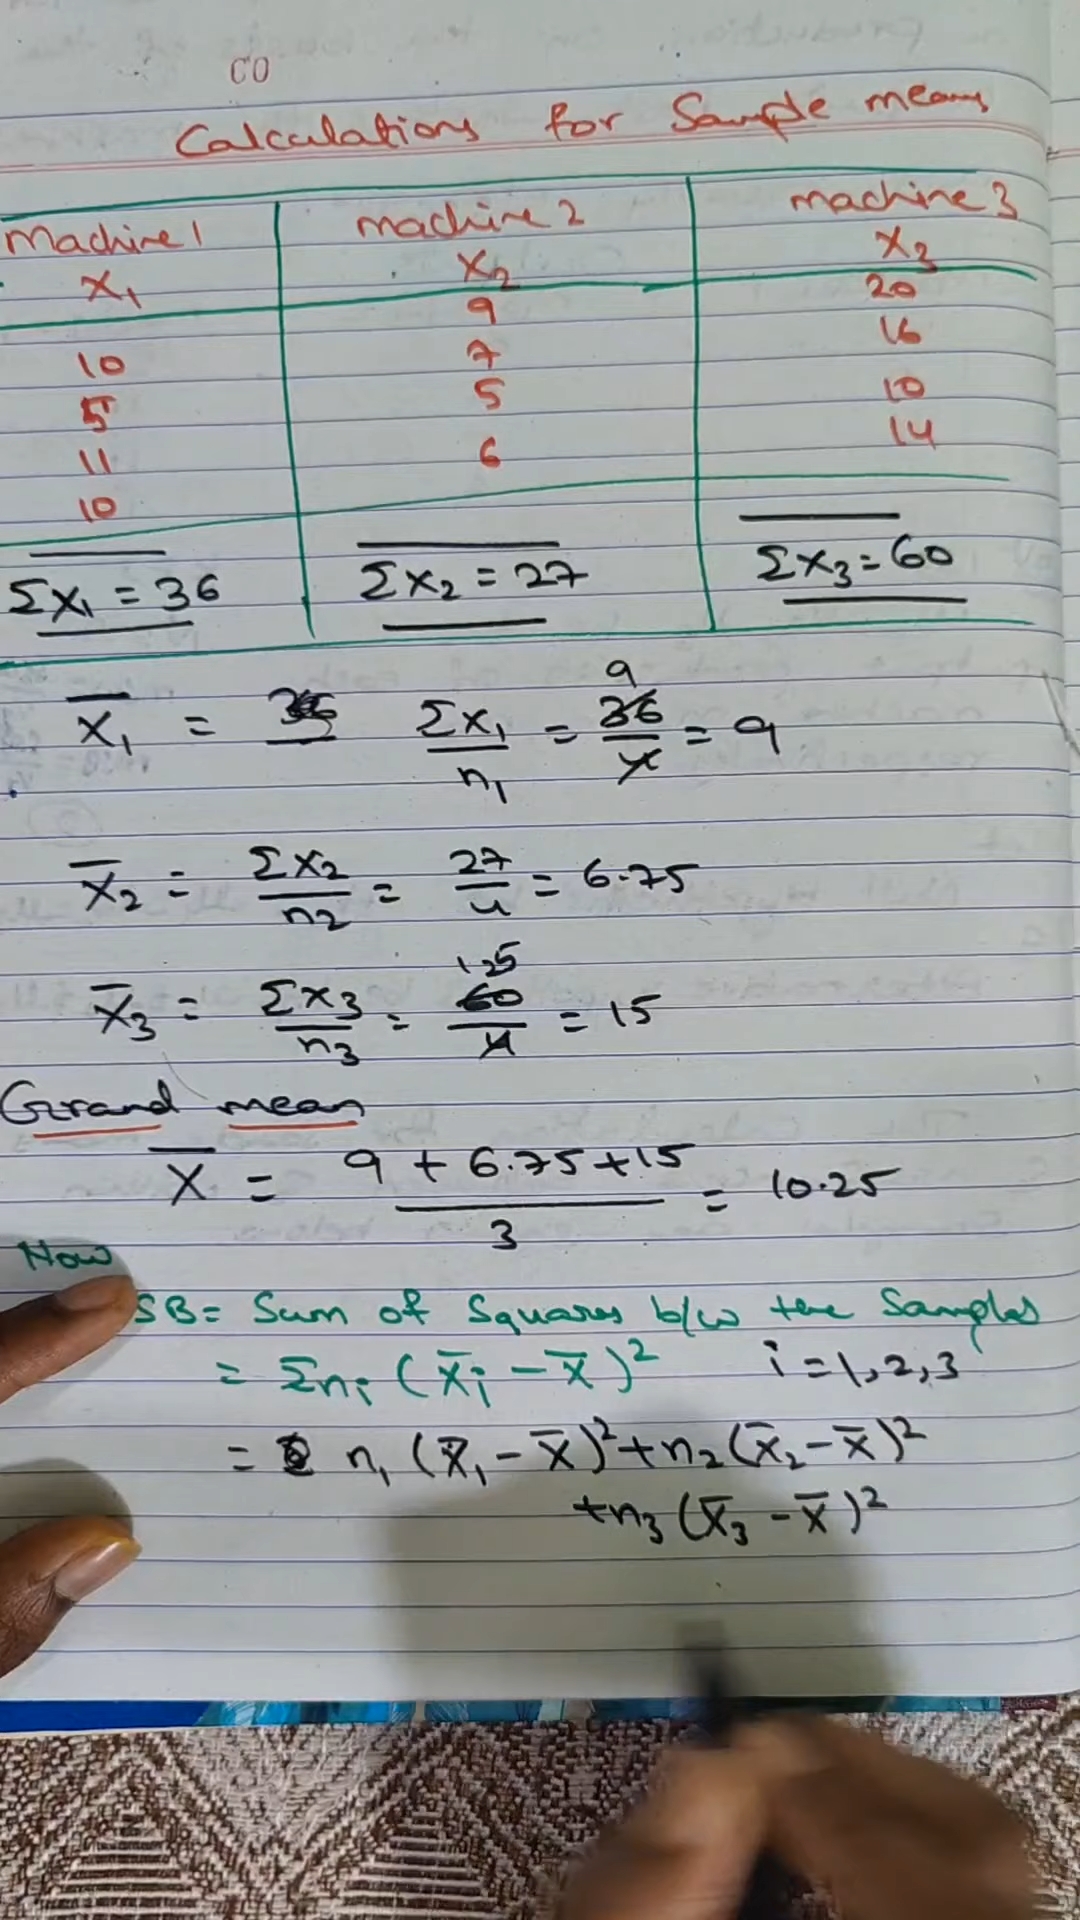 CO
Calculations for Sample means
Machine 1 machine 2 machine 3
X₁ X₂ X₃
10 9 20
5 7 16
11 5 10
10 6 14
Σx₁ = 36 Σx₂ = 27 Σx₃ = 60
X̅₁ = Σx₁/n₁ = 36/4 = 9
9
X̅₂ = Σx₂/n₂ = 27/4 = 6.75
X̅₃ = Σx₃/n₃ = 60/4 = 15
Grand mean
X̅ = 9 + 6.75 + 15 / 3 = 10.25
Now
SB = Sum of Squares b/w the Samples
= Σnᵢ (x̅ᵢ - x̅)² i = 1, 2, 3
= n₁ (x̅₁ - x̅)² + n₂ (x̅₂ - x̅)²
+ n₃ (x̅₃ - x̅)²